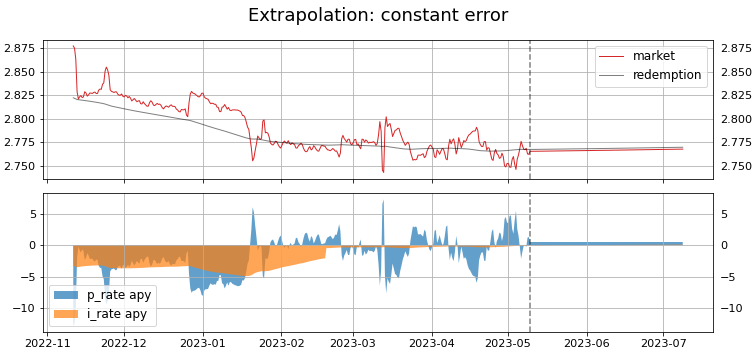 Extrapolation: constant error
2.875 2.875
2.850 2.850
2.825 2.825
2.800 2.800
2.775 2.775
2.750 2.750
market
redemption
5 5
0 0
−5 −5
−10 −10
p_rate apy
i_rate apy
2022-11 2022-12 2023-01 2023-02 2023-03 2023-04 2023-05 2023-06 2023-07